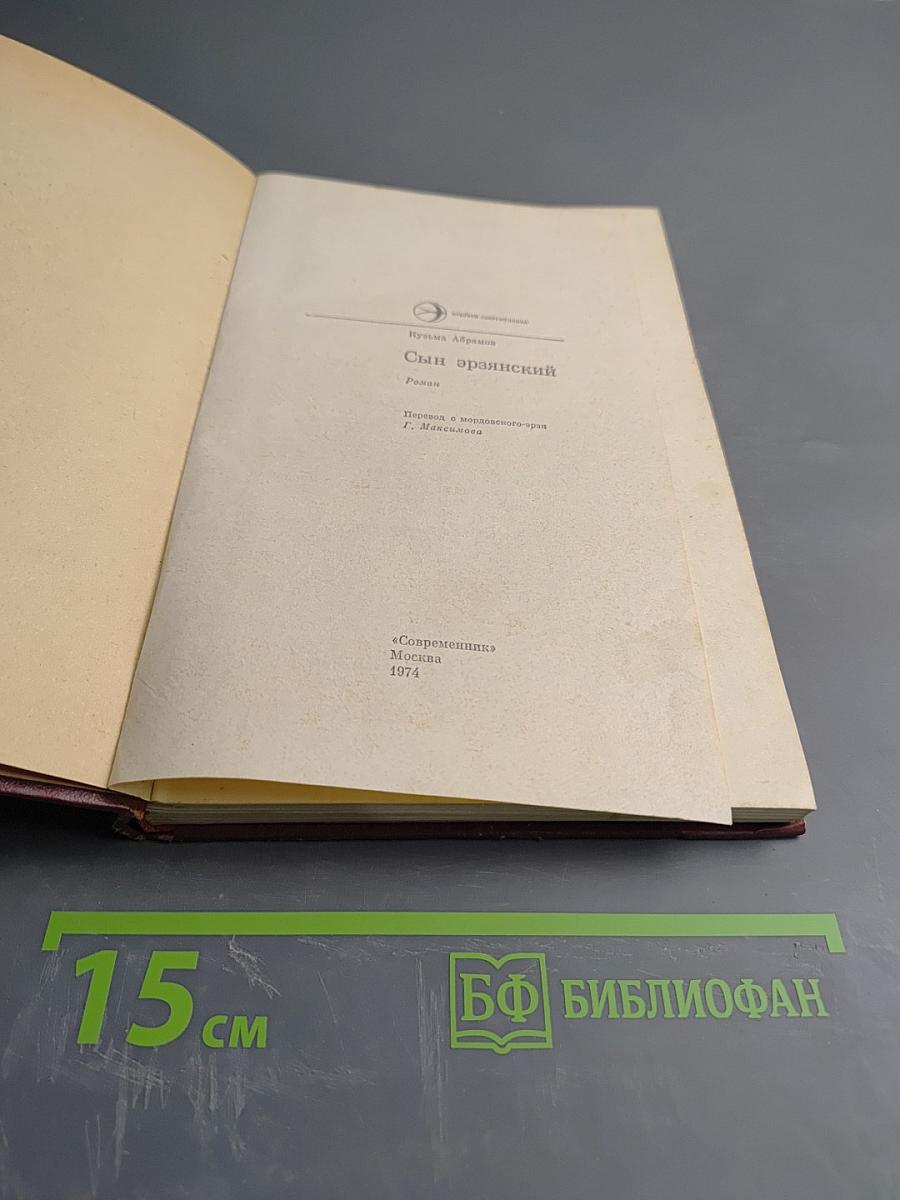 Кузьма Абрамов
Сын эрзянский
Роман
Перевод с мордовского-эрзя
Г. Максимова
«Современник»
Москва
1974
15 см
БФ БИБЛИОФАН